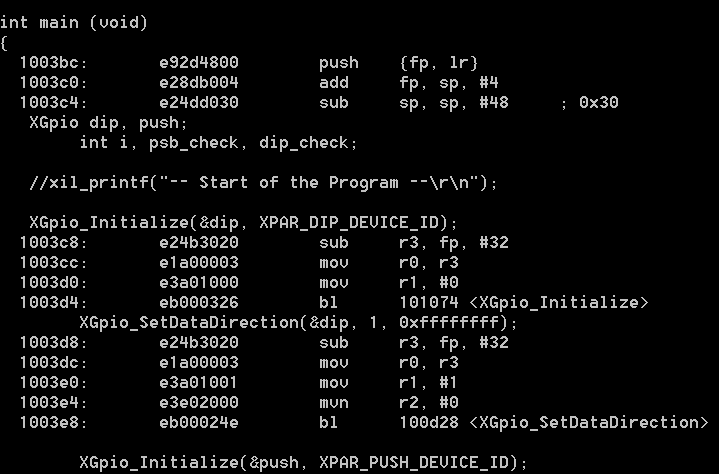 int main (void)
{
1003bc: e92d4800 push {fp, lr}
1003c0: e28db004 add fp, sp, #4
1003c4: e24dd030 sub sp, sp, #48 ; 0x30
XGpio dip, push;
int i, psb_check, dip_check;
//xil_printf("-- Start of the Program --\r\n");
XGpio_Initialize(&dip, XPAR_DIP_DEVICE_ID);
1003c8: e24b3020 sub r3, fp, #32
1003cc: e1a00003 mov r0, r3
1003d0: e3a01000 mov r1, #0
1003d4: eb000326 bl 101074 <XGpio_Initialize>
XGpio_SetDataDirection(&dip, 1, 0xffffffff);
1003d8: e24b3020 sub r3, fp, #32
1003dc: e1a00003 mov r0, r3
1003e0: e3a01001 mov r1, #1
1003e4: e3e02000 mvn r2, #0
1003e8: eb00024e bl 100d28 <XGpio_SetDataDirection>
XGpio_Initialize(&push, XPAR_PUSH_DEVICE_ID);